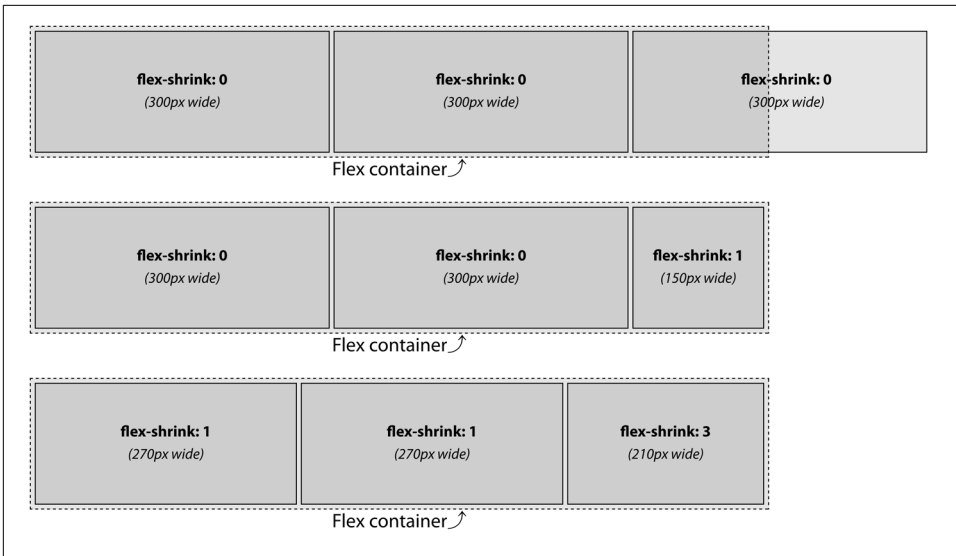 flex-shrink: 0 flex-shrink: 0 flex-shrink: 0
(300px wide) (300px wide) (300px wide)
Flex container
flex-shrink: 0 flex-shrink: 0 flex-shrink: 1
(300px wide) (300px wide) (150px wide)
Flex container
flex-shrink: 1 flex-shrink: 1 flex-shrink: 3
(270px wide) (270px wide) (210px wide)
Flex container